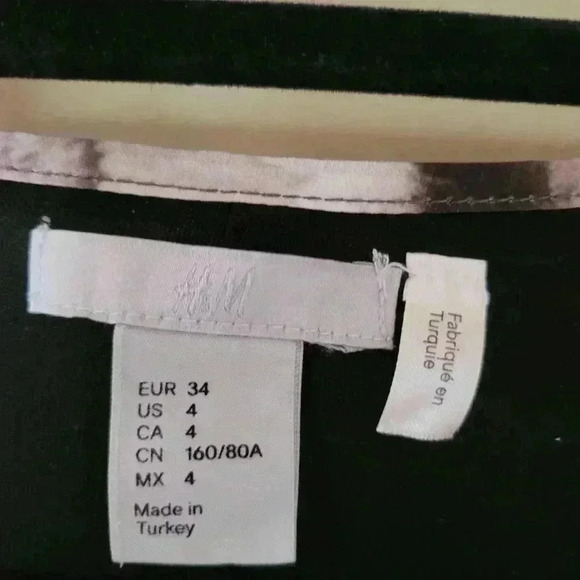 H&M
EUR 34
US 4
CA 4
CN 160/80A
MX 4
Made in
Turkey
Fabriqué en
Turquie